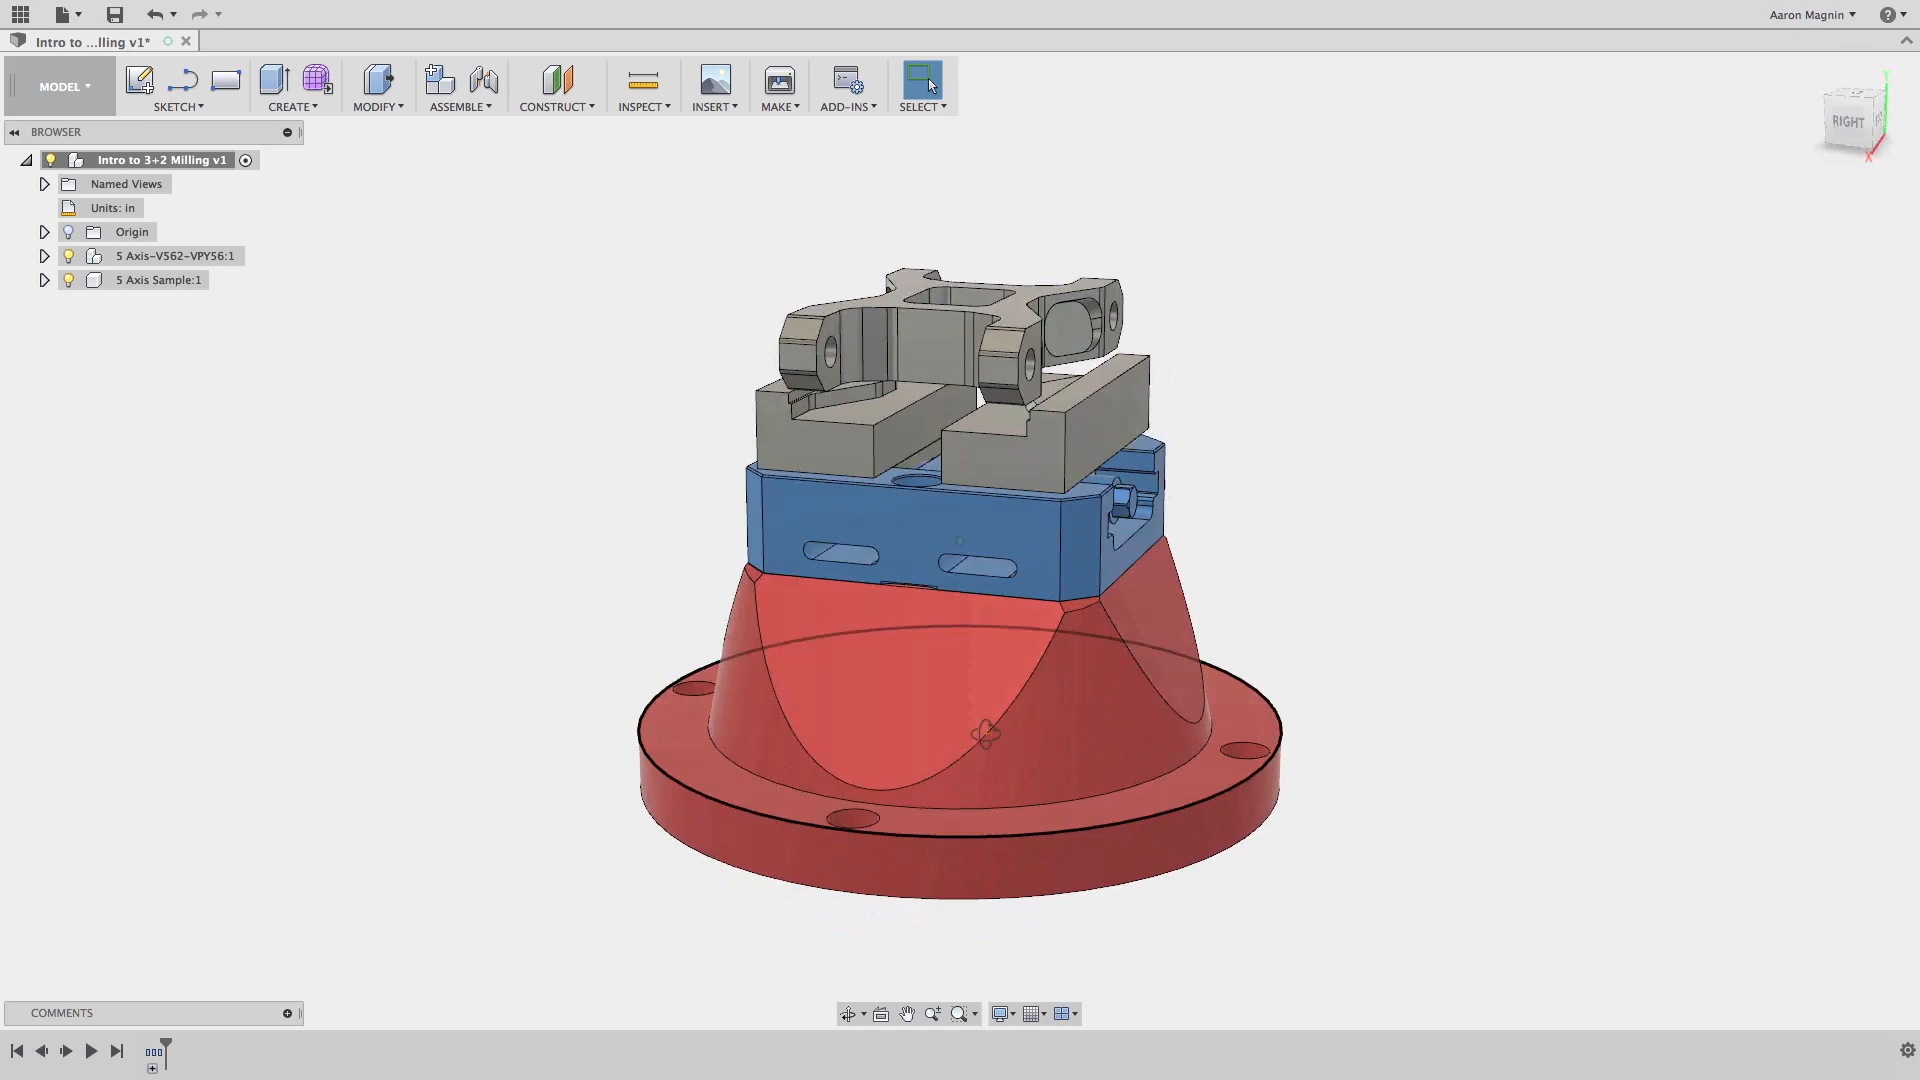 Aaron Magnin
Intro to ...lling v1*
MODEL
SKETCH
CREATE
MODIFY
ASSEMBLE
CONSTRUCT
INSPECT
INSERT
MAKE
ADD-INS
SELECT
BROWSER
Intro to 3+2 Milling v1
Named Views
Units: in
Origin
5 Axis-V562-VPY56:1
5 Axis Sample:1
Y
RIGHT
X
COMMENTS